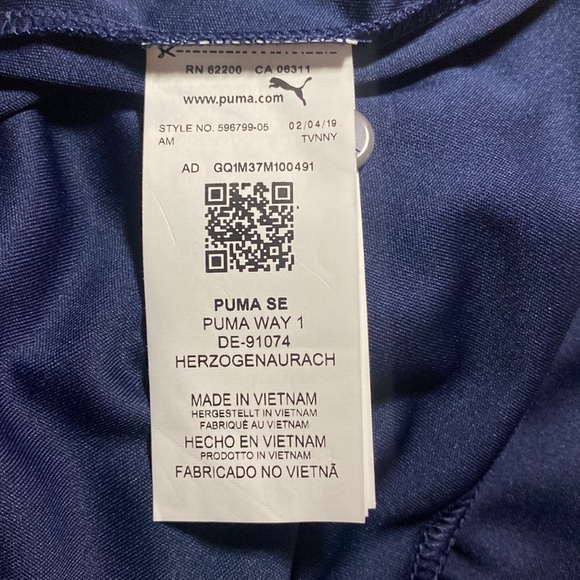 RN 62200 CA 06311
www.puma.com
STYLE NO. 596799-05 02/04/19
AM TVNNY
AD GQ1M37M100491
PUMA SE
PUMA WAY 1
DE-91074
HERZOGENAURACH
MADE IN VIETNAM
HERGESTELLT IN VIETNAM
FABRIQUÉ AU VIETNAM
HECHO EN VIETNAM
PRODOTTO IN VIETNAM
FABRICADO NO VIETNÃ